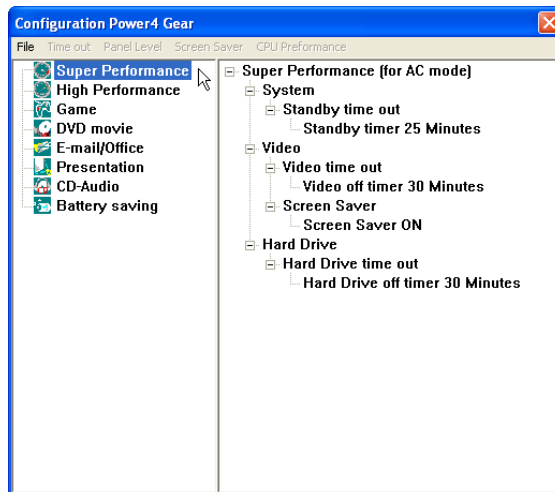 Configuration Power4 Gear
File Time out Panel Level Screen Saver CPU Preformance
Super Performance
High Performance
Game
DVD movie
E-mail/Office
Presentation
CD-Audio
Battery saving
Super Performance (for AC mode)
System
Standby time out
Standby timer 25 Minutes
Video
Video time out
Video off timer 30 Minutes
Screen Saver
Screen Saver ON
Hard Drive
Hard Drive time out
Hard Drive off timer 30 Minutes